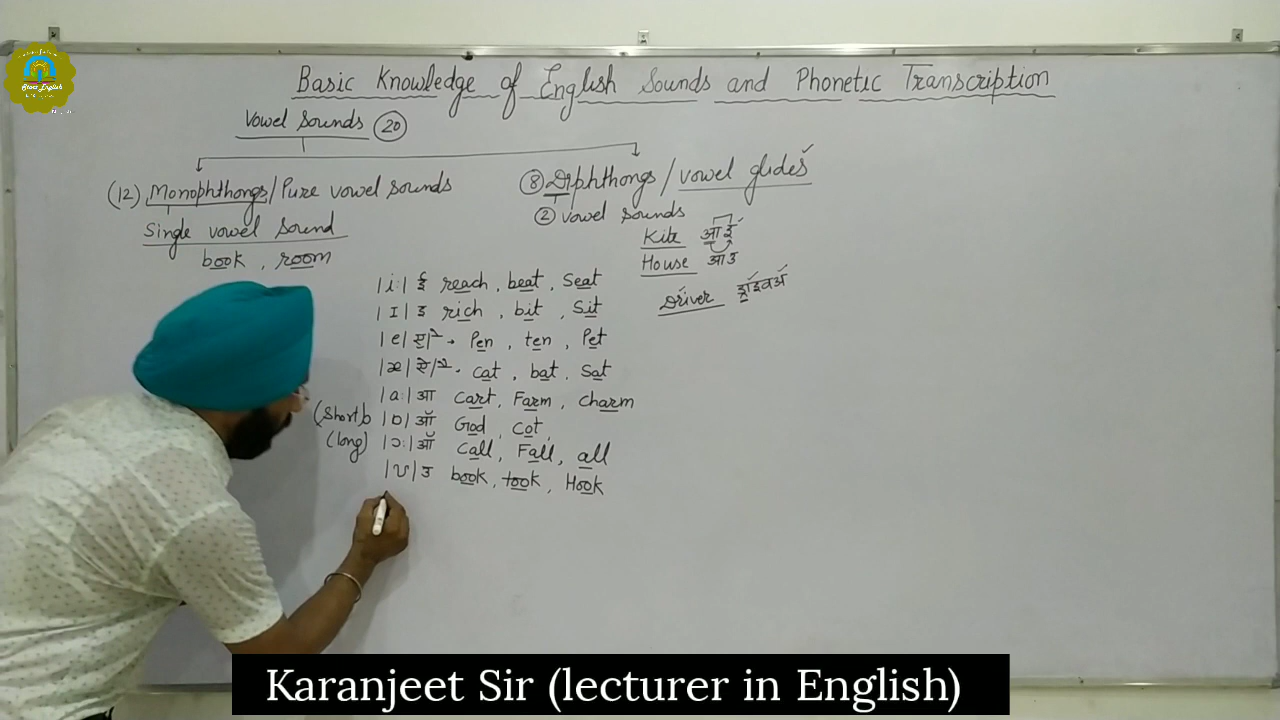 Basic Knowledge of English Sounds and Phonetic Transcription
Vowel Sounds (20)
(12) Monophthongs/Pure vowel sounds
Single vowel Sound
book, room
(8) Diphthongs/vowel glides
(2) vowel sounds
Kite आई
House आउ
Driver ड्राईवर्अ
|i:| ई reach, beat, Seat
|I| इ rich, bit, Sit
|e| ए|े → Pen, ten, Pet
|æ| ऐ|ै → cat, bat, Sat
|a:| आ cart, Farm, charm
(Short) |ɒ| ऑ God, Cot,
(long) |ɔ:| ऑ call, Fall, all
|ʊ| उ book, took, Hook
Karanjeet Sir (lecturer in English)